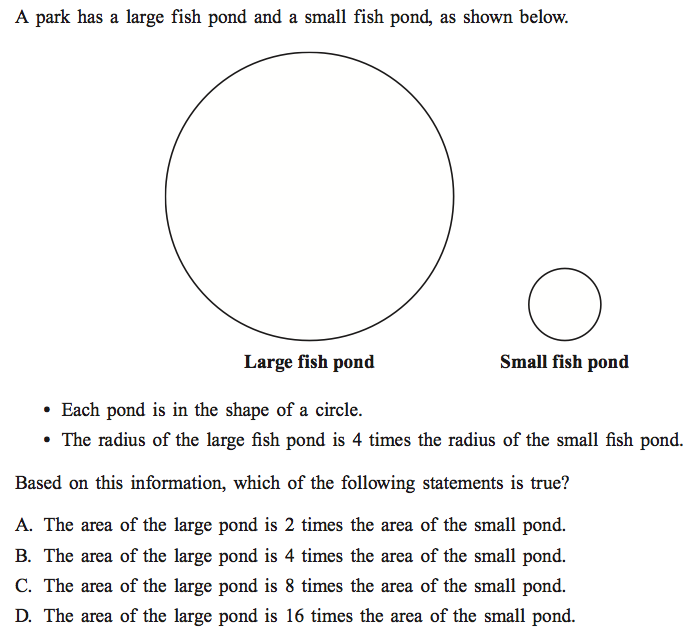 A park has a large fish pond and a small fish pond, as shown below.
Large fish pond
Small fish pond
• Each pond is in the shape of a circle.
• The radius of the large fish pond is 4 times the radius of the small fish pond.
Based on this information, which of the following statements is true?
A. The area of the large pond is 2 times the area of the small pond.
B. The area of the large pond is 4 times the area of the small pond.
C. The area of the large pond is 8 times the area of the small pond.
D. The area of the large pond is 16 times the area of the small pond.